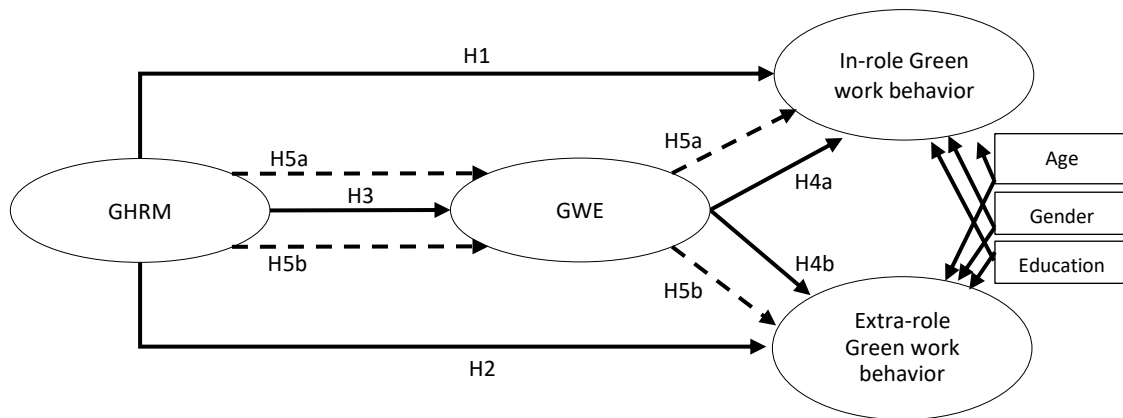 H1
In-role Green
work behavior
H5a
H5a
Age
H4a
H3
GHRM
GWE
Gender
H5b
H4b
Education
H5b
Extra-role
Green work
behavior
H2